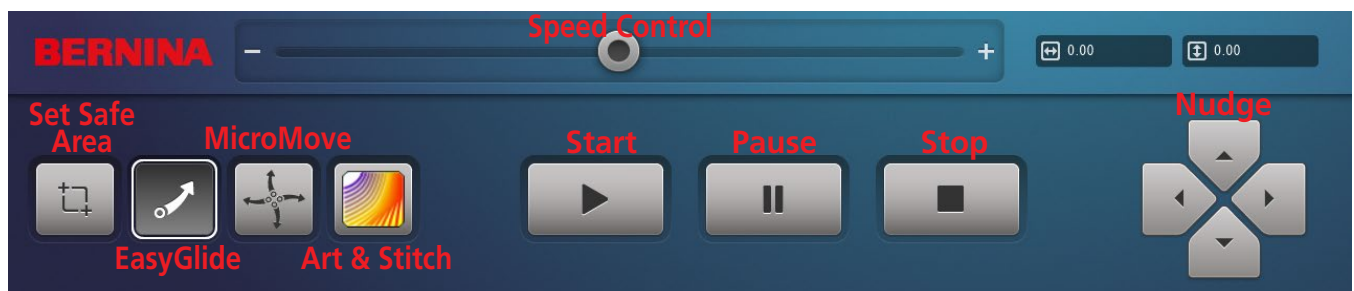 Speed Control
BERNINA
- +
0.00
0.00
Set Safe
Area
MicroMove
Start
Pause
Stop
Nudge
EasyGlide
Art & Stitch